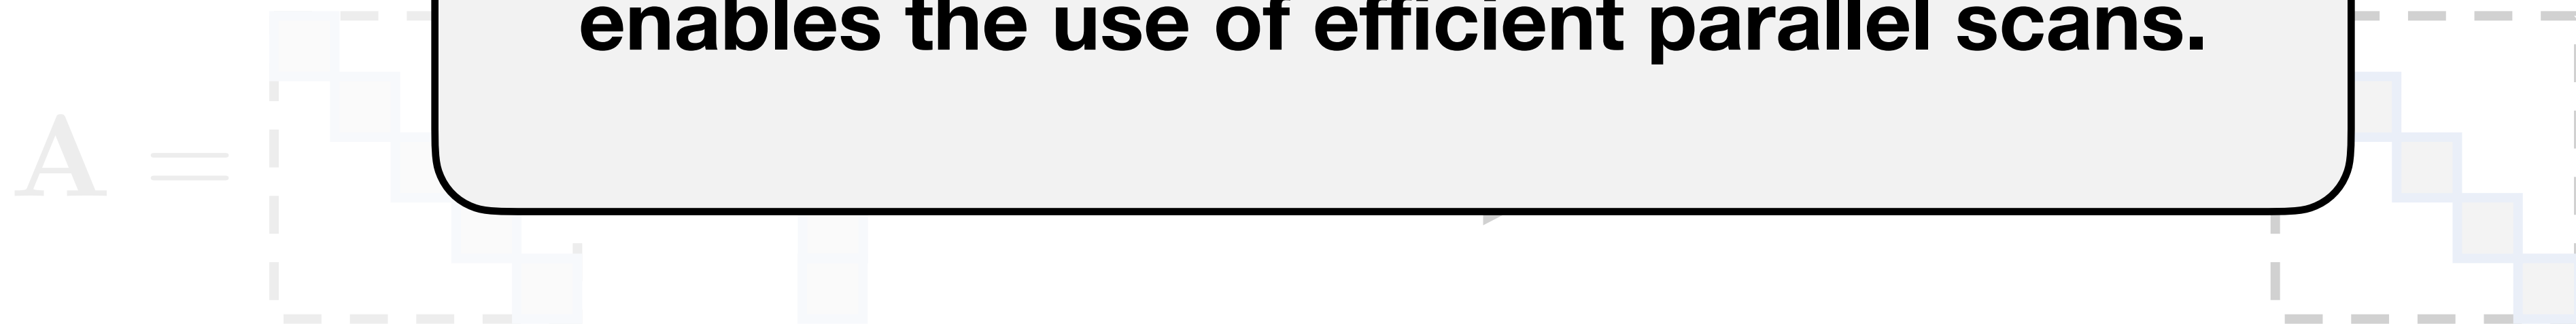 enables the use of efficient parallel scans.
A =